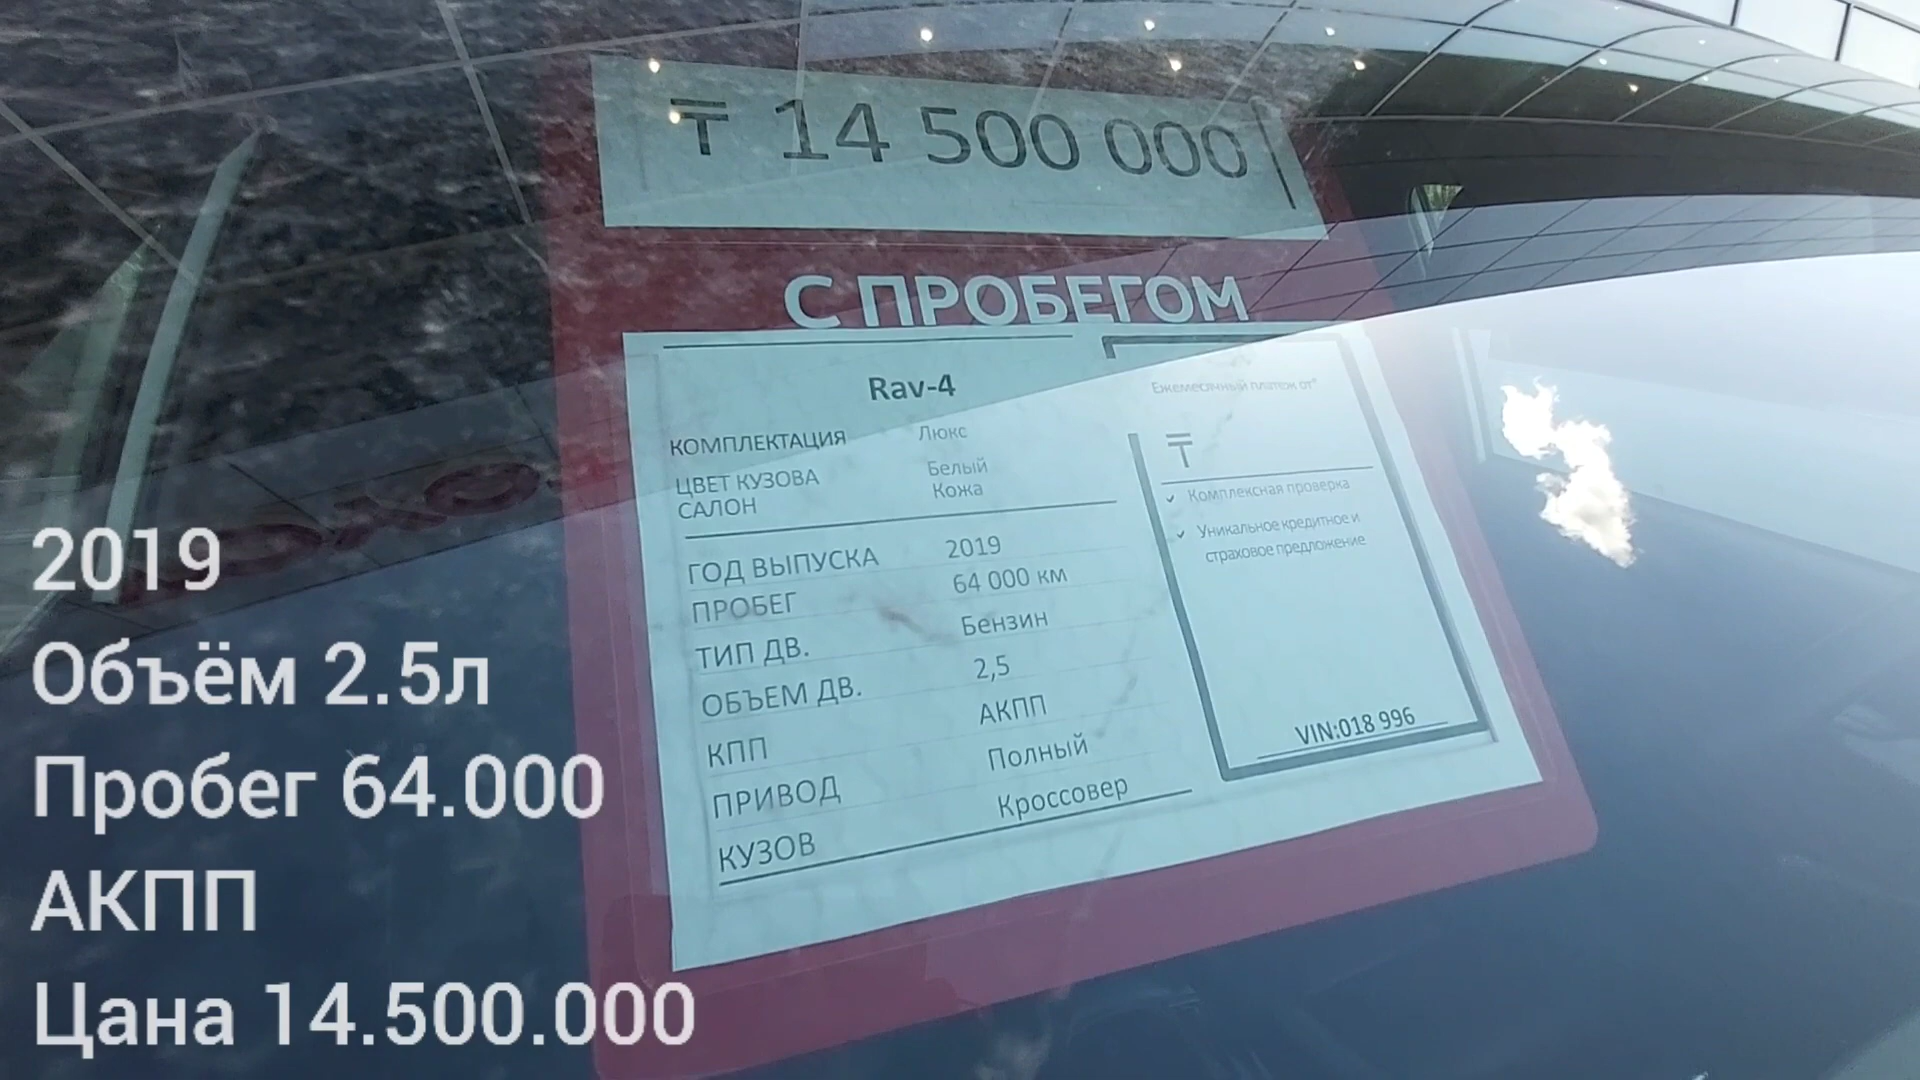 ₸ 14 500 000
С ПРОБЕГОМ
Rav-4
КОМПЛЕКТАЦИЯ Люкс
ЦВЕТ КУЗОВА Белый
САЛОН Кожа
ГОД ВЫПУСКА 2019
ПРОБЕГ 64 000 км
ТИП ДВ. Бензин
ОБЪЕМ ДВ. 2,5
КПП АКПП
ПРИВОД Полный
КУЗОВ Кроссовер
Ежемесячный платеж от*
₸
✓ Комплексная проверка
✓ Уникальное кредитное и
страховое предложение
VIN:018 996
2019
Объём 2.5л
Пробег 64.000
АКПП
Цана 14.500.000